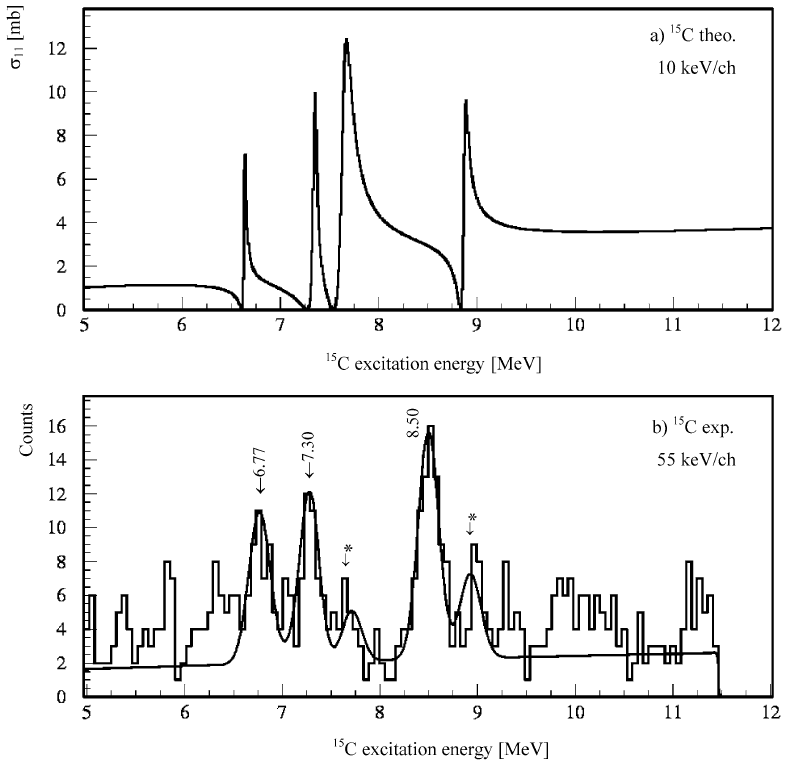 σ₁₁ [mb]
12
10
8
6
4
2
0
a) ¹⁵C theo.
10 keV/ch
5 6 7 8 9 10 11 12
¹⁵C excitation energy [MeV]
Counts
16
14
12
10
8
6
4
2
0
←6.77
←7.30
←*
8.50
←*
b) ¹⁵C exp.
55 keV/ch
5 6 7 8 9 10 11 12
¹⁵C excitation energy [MeV]